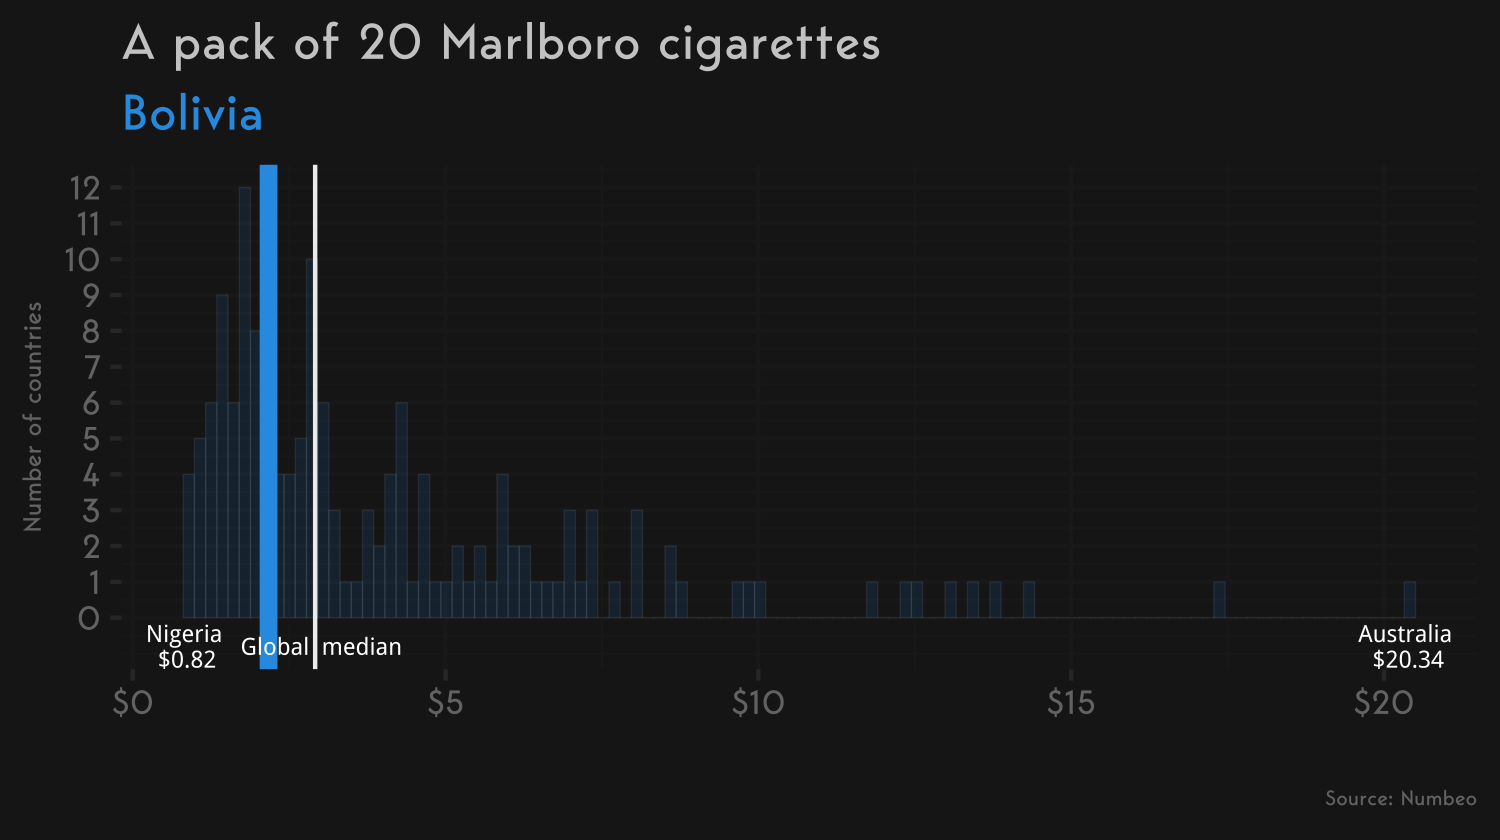 A pack of 20 Marlboro cigarettes
Bolivia
Number of countries
12
11
10
9
8
7
6
5
4
3
2
1
0
Nigeria
$0.82
Global median
Australia
$20.34
$0 $5 $10 $15 $20
Source: Numbeo